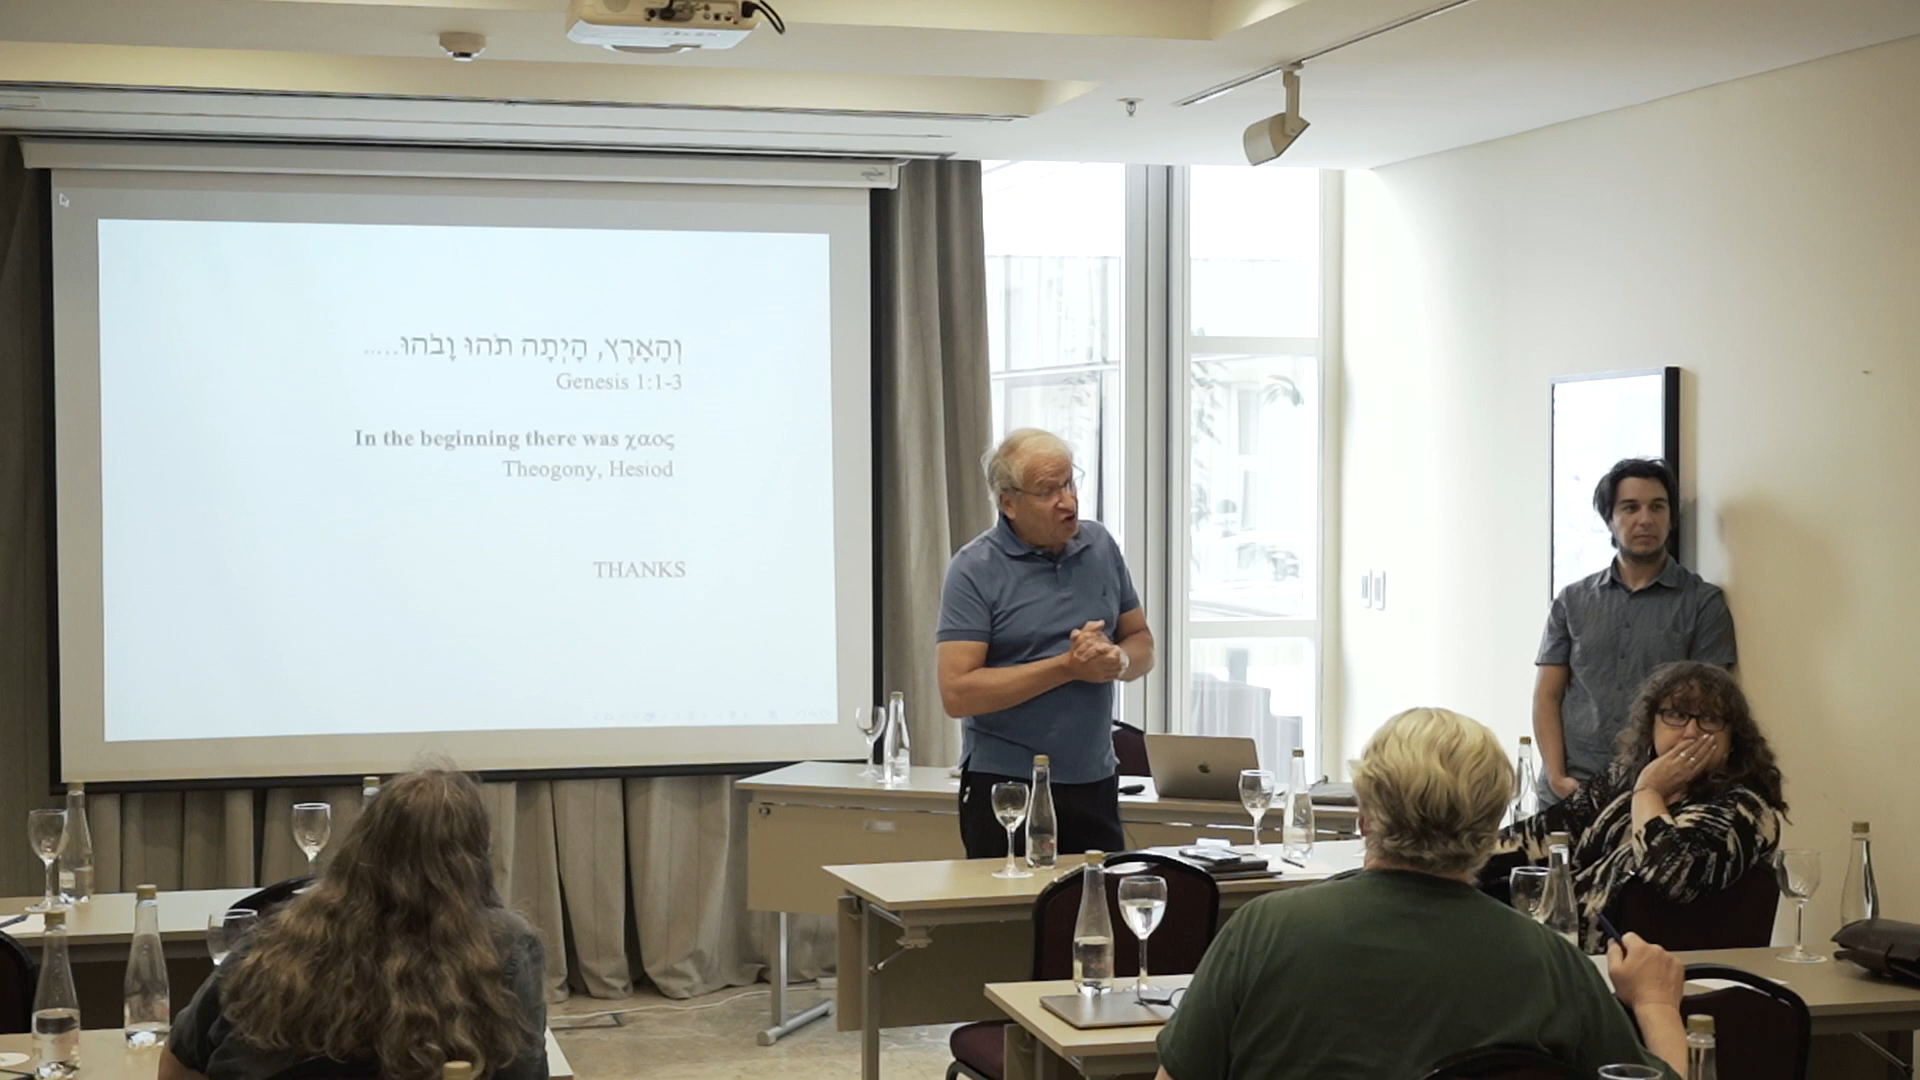 וְהָאָרֶץ, הָיְתָה תֹהוּ וָבֹהוּ.....
Genesis 1:1-3
In the beginning there was χαος
Theogony, Hesiod
THANKS